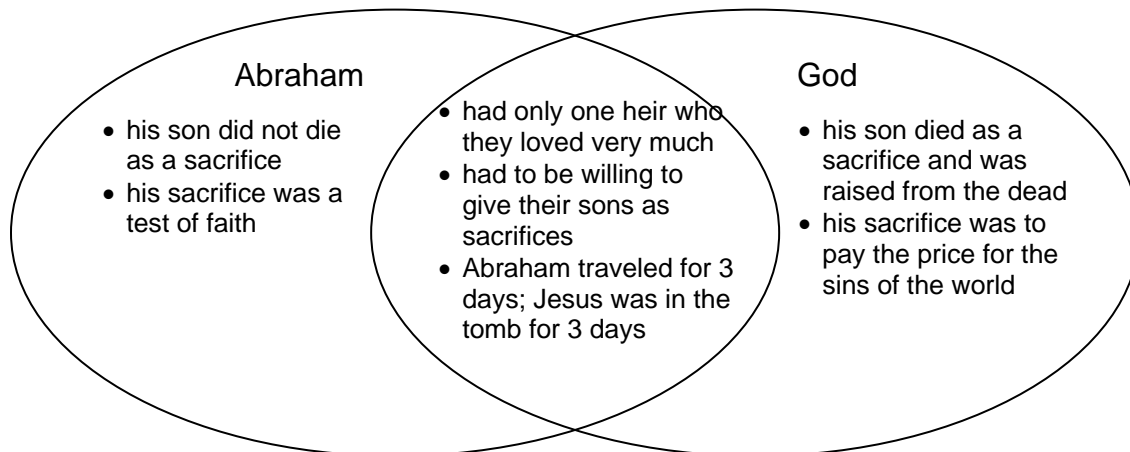 Abraham
• his son did not die
as a sacrifice
• his sacrifice was a
test of faith
• had only one heir who
they loved very much
• had to be willing to
give their sons as
sacrifices
• Abraham traveled for 3
days; Jesus was in the
tomb for 3 days
God
• his son died as a
sacrifice and was
raised from the dead
• his sacrifice was to
pay the price for the
sins of the world